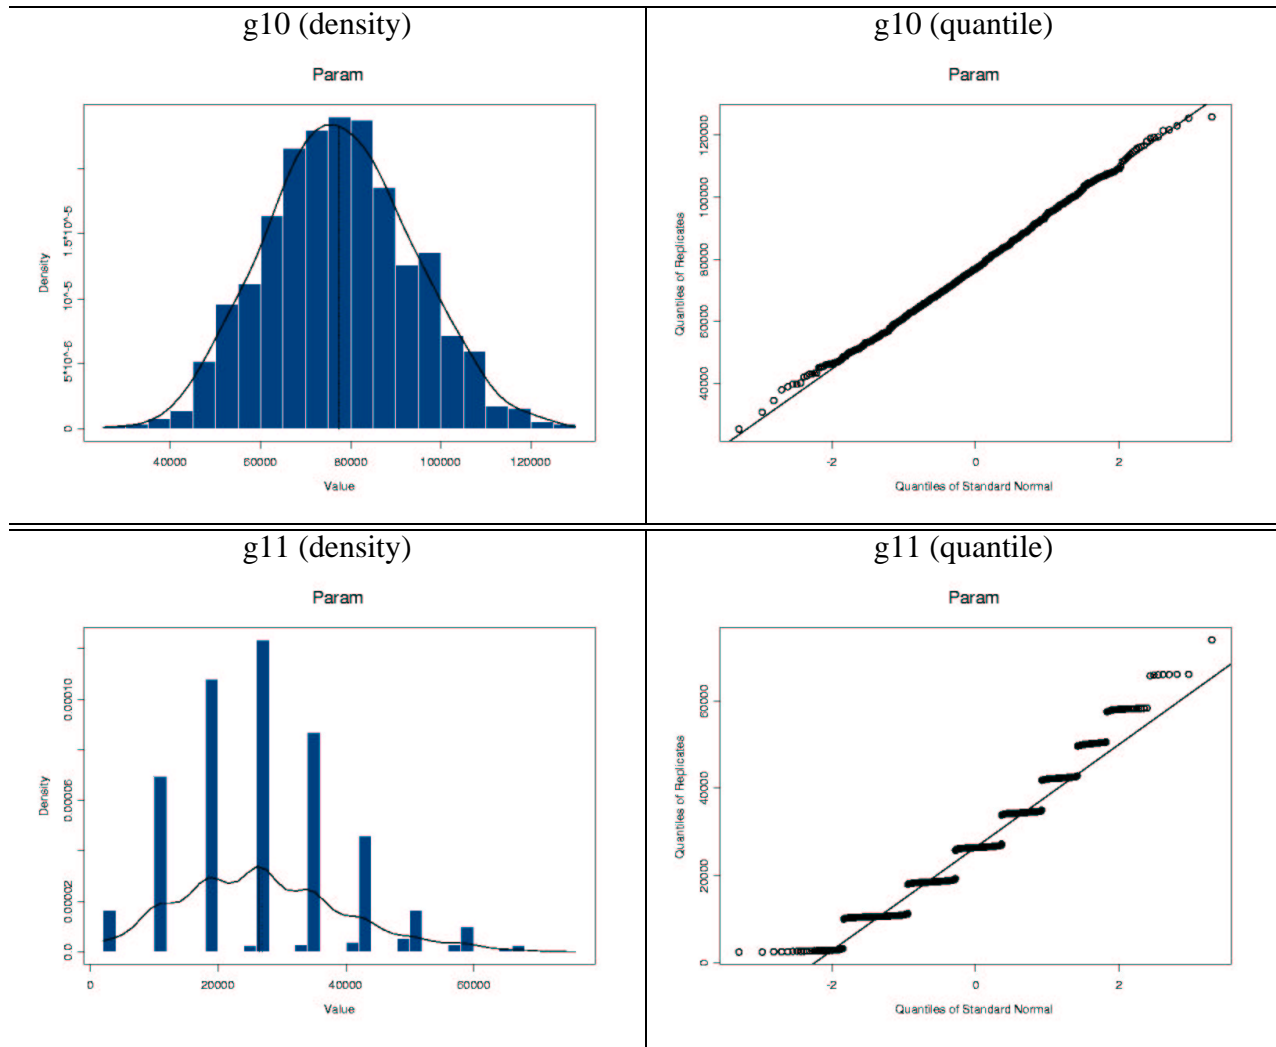 g10 (density)
Param
Density
0
5*10^-6
10^-5
1.5*10^-5
40000 60000 80000 100000 120000
Value
g10 (quantile)
Param
Quantiles of Replicates
40000
60000
80000
100000
120000
-2 0 2
Quantiles of Standard Normal
g11 (density)
Param
Density
0.0
0.00002
0.00006
0.00010
0 20000 40000 60000
Value
g11 (quantile)
Param
Quantiles of Replicates
0
20000
40000
60000
-2 0 2
Quantiles of Standard Normal